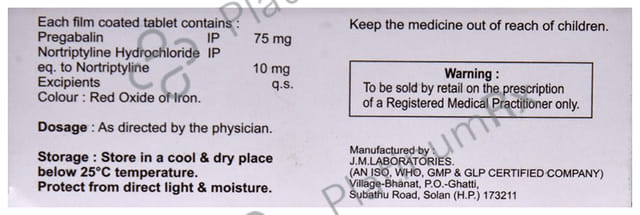 Each film coated tablet contains :
Pregabalin IP 75 mg
Nortriptyline Hydrochloride IP
eq. to Nortriptyline 10 mg
Excipients q.s.
Colour : Red Oxide of Iron.
Dosage : As directed by the physician.
Storage : Store in a cool & dry place
below 25°C temperature.
Protect from direct light & moisture.
Keep the medicine out of reach of children.
Warning :
To be sold by retail on the prescription
of a Registered Medical Practitioner only.
Manufactured by :
J.M.LABORATORIES.
(AN ISO, WHO, GMP & GLP CERTIFIED COMPANY)
Village-Bhanat, P.O.-Ghatti,
Subathu Road, Solan (H.P.) 173211
PlatinumRx